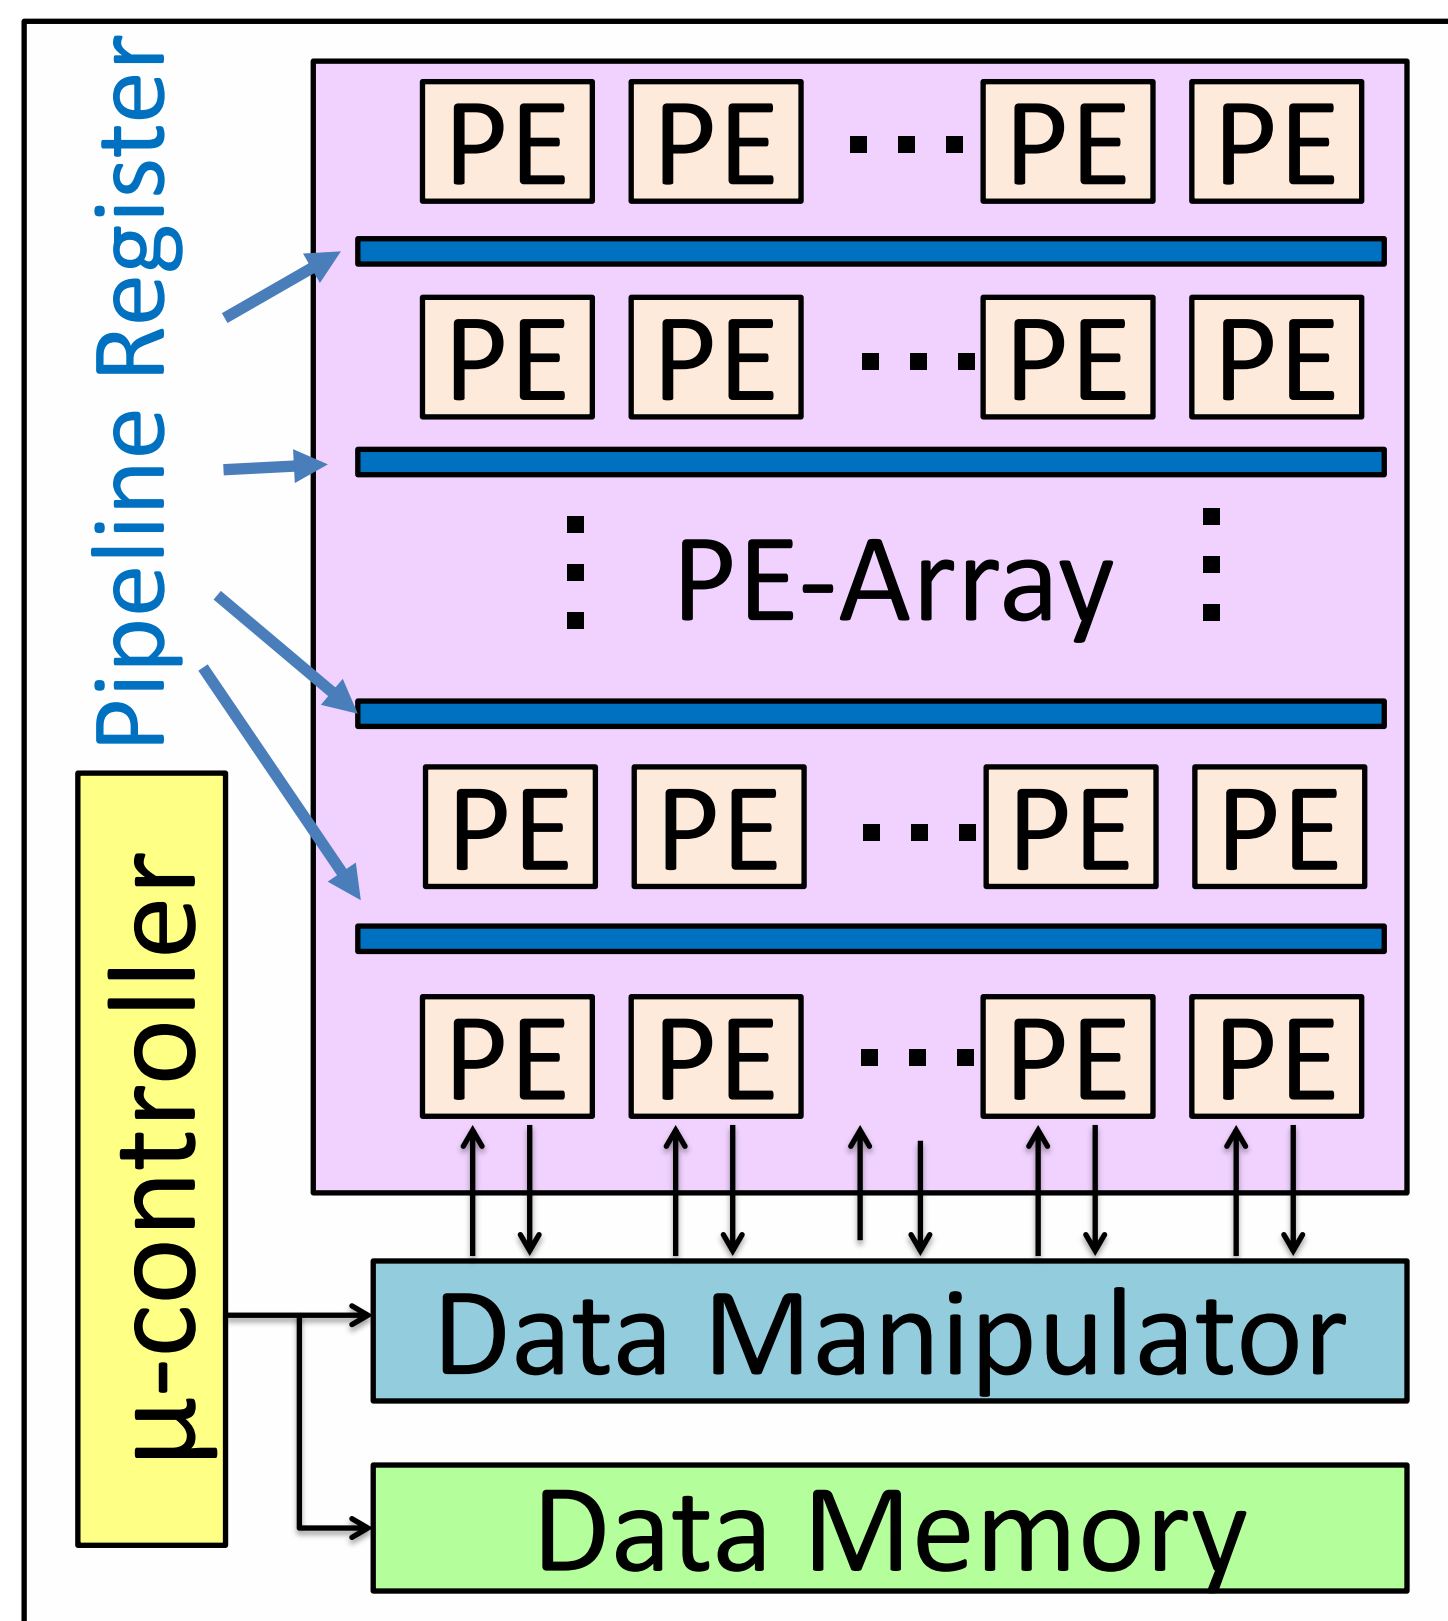 Pipeline Register
PE PE ... PE PE
PE PE ... PE PE
PE-Array
PE PE ... PE PE
PE PE ... PE PE
μ-controller
Data Manipulator
Data Memory